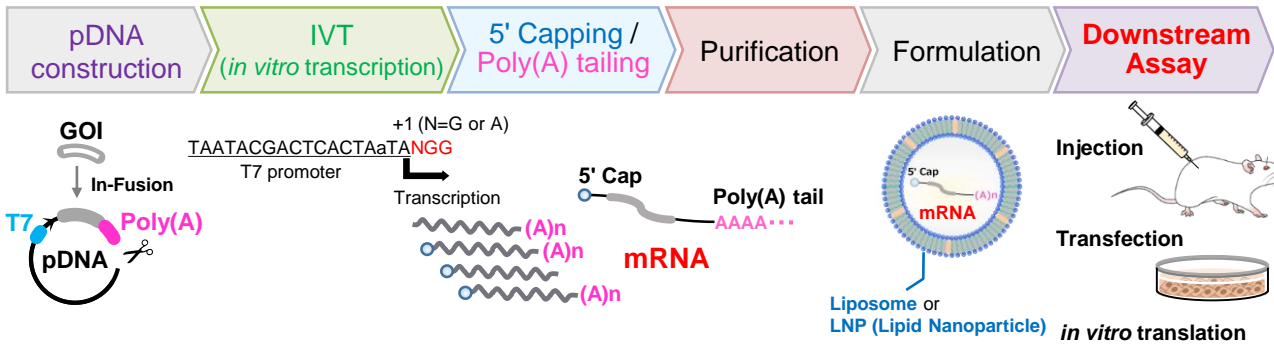 pDNA
construction
IVT
(in vitro transcription)
5' Capping /
Poly(A) tailing
Purification
Formulation
Downstream
Assay
GOI
In-Fusion
T7
Poly(A)
pDNA
+1 (N=G or A)
TAATACGACTCACTAaTANGG
T7 promoter
Transcription
(A)n
(A)n
(A)n
5' Cap
Poly(A) tail
AAAA···
mRNA
5' Cap
(A)n
mRNA
Liposome or
LNP (Lipid Nanoparticle)
Injection
Transfection
in vitro translation